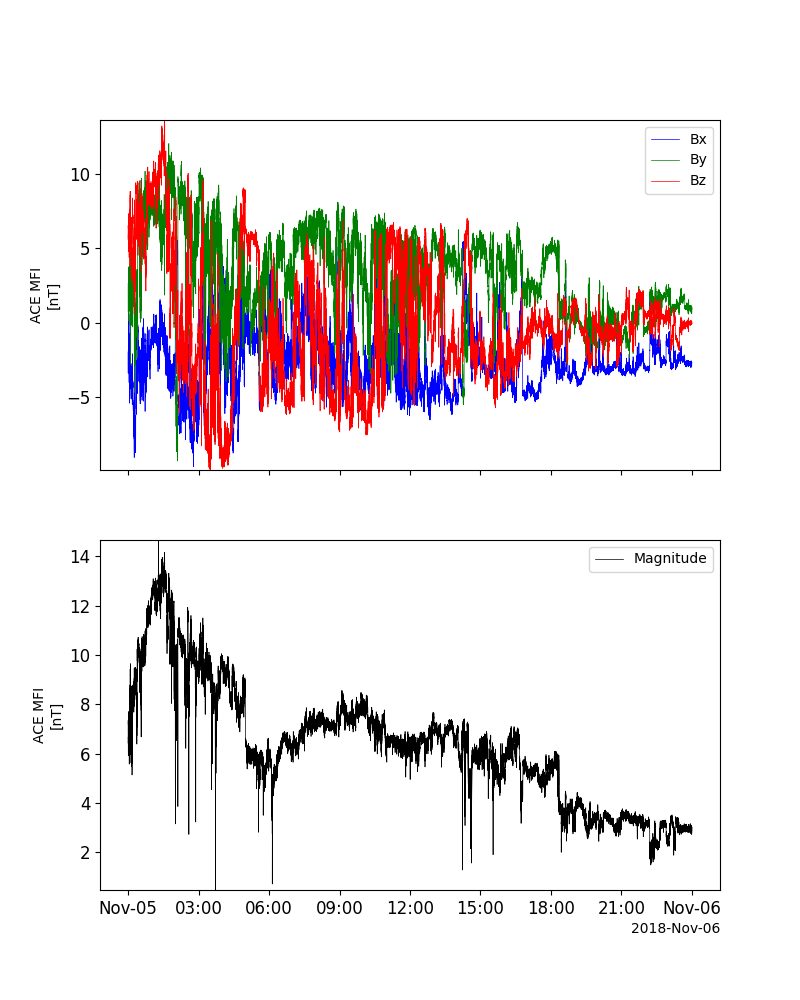 10
5
0
−5
ACE MFI
[nT]
Bx
By
Bz
14
12
10
8
6
4
2
ACE MFI
[nT]
Magnitude
Nov-05 03:00 06:00 09:00 12:00 15:00 18:00 21:00 Nov-06
2018-Nov-06